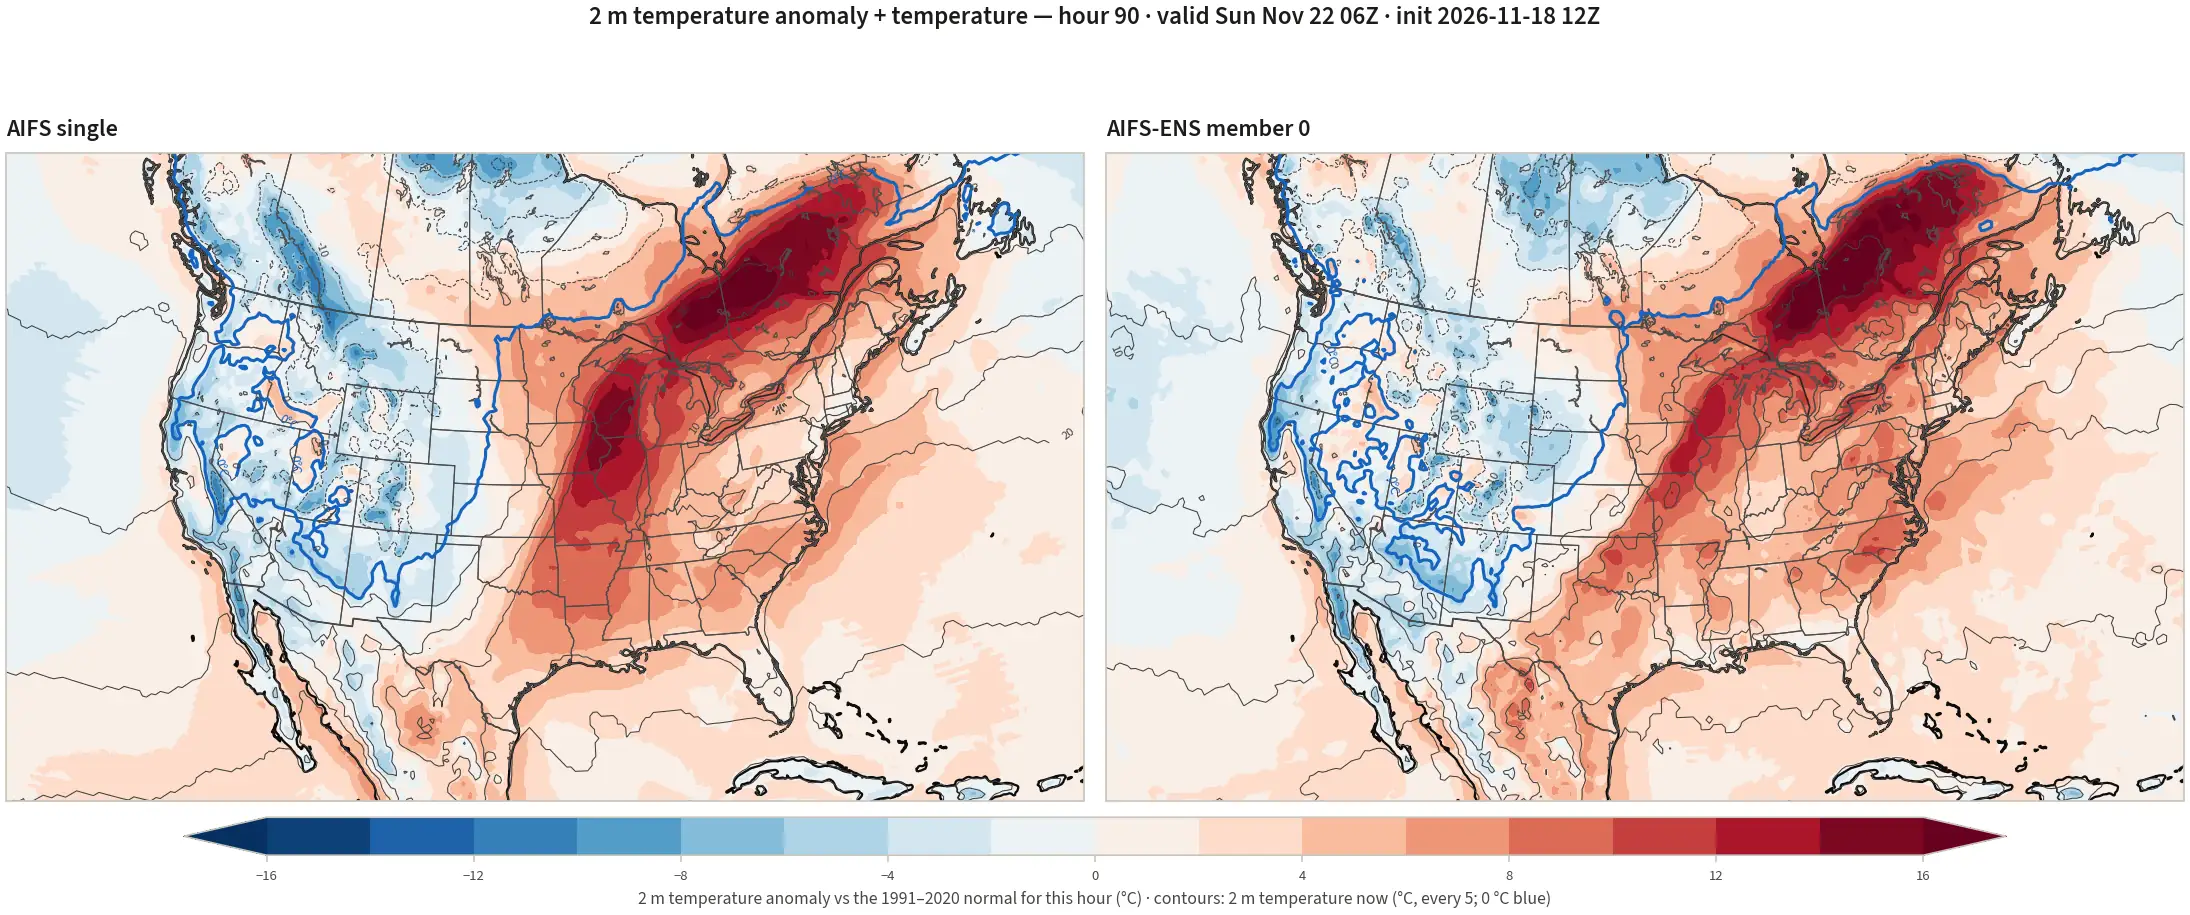 2 m temperature anomaly + temperature — hour 90 · valid Sun Nov 22 06Z · init 2026-11-18 12Z
AIFS single
AIFS-ENS member 0
−16 −12 −8 −4 0 4 8 12 16
2 m temperature anomaly vs the 1991–2020 normal for this hour (°C) · contours: 2 m temperature now (°C, every 5; 0 °C blue)